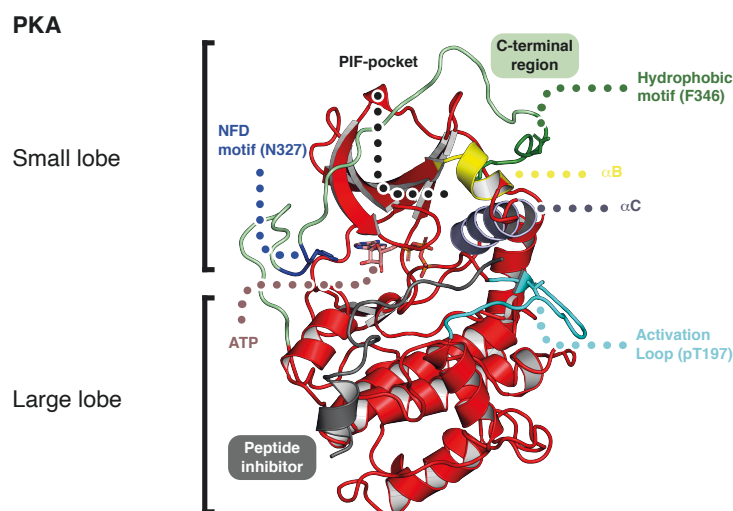 PKA
C-terminal
region
PIF-pocket
Hydrophobic
motif (F346)
NFD
motif (N327)
Small lobe
αB
αC
ATP
Activation
Loop (pT197)
Large lobe
Peptide
inhibitor